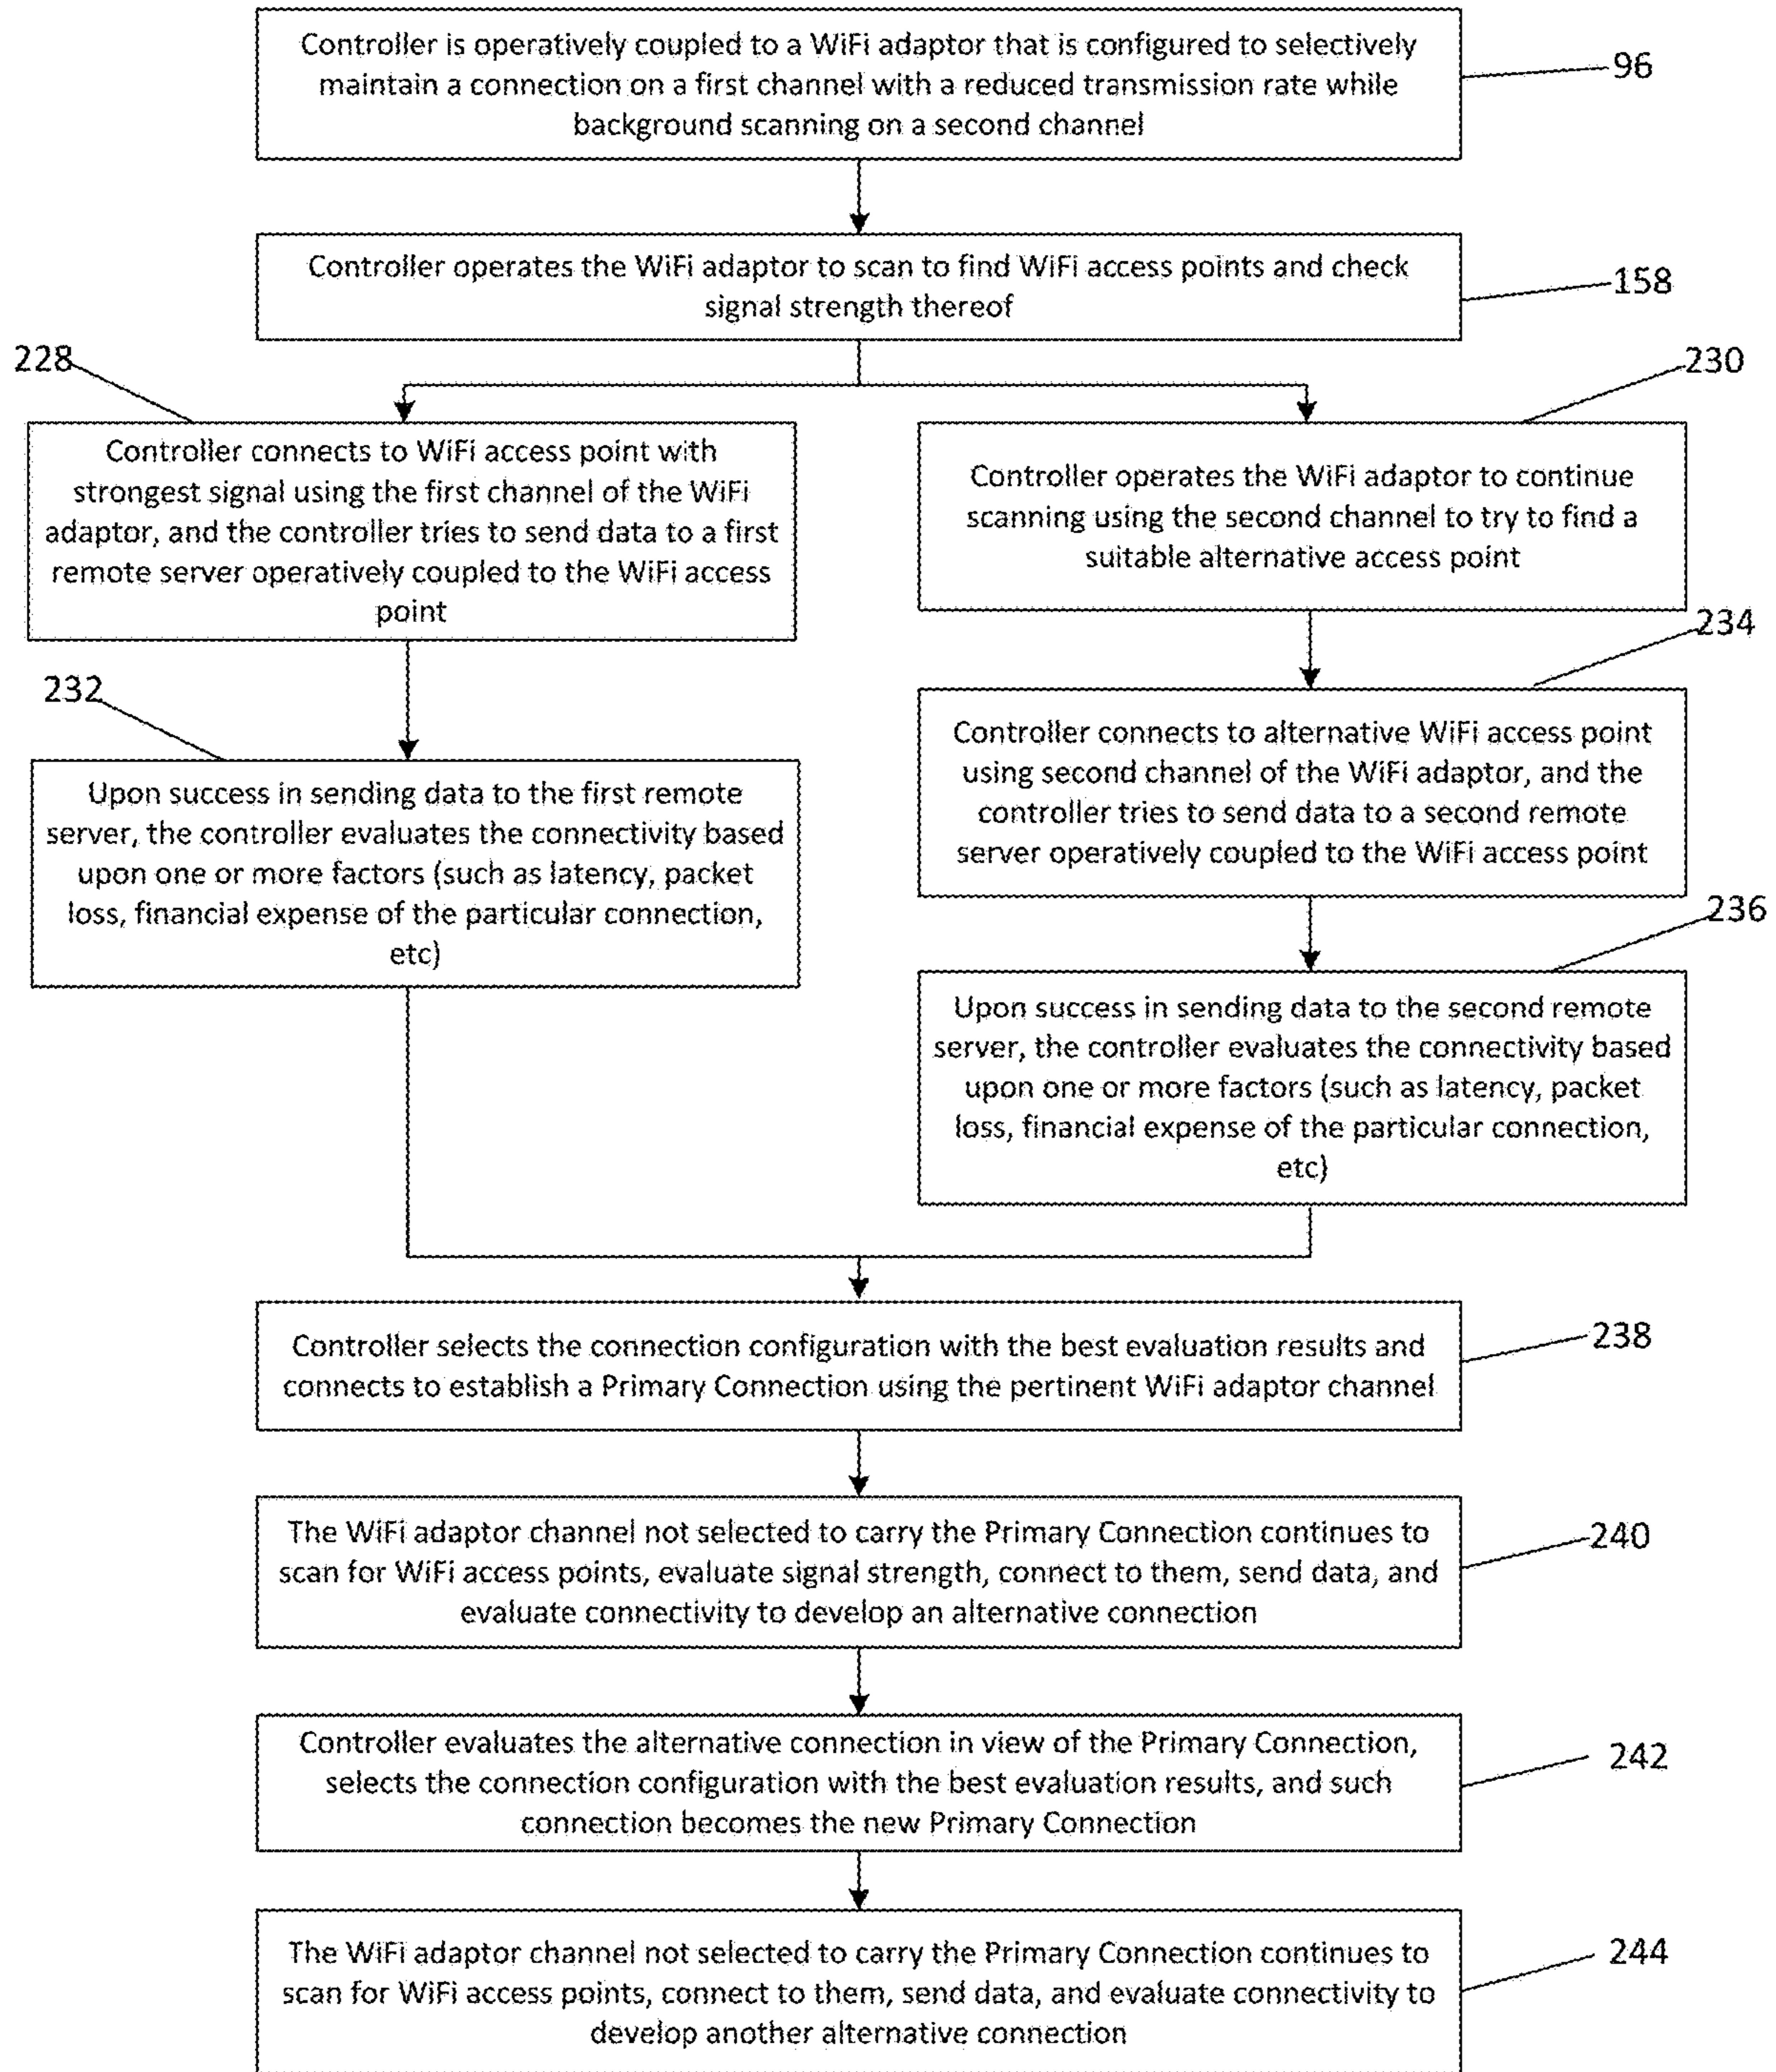 Controller is operatively coupled to a WiFi adaptor that is configured to selectively
maintain a connection on a first channel with a reduced transmission rate while
background scanning on a second channel
96
Controller operates the WiFi adaptor to scan to find WiFi access points and check
signal strength thereof
158
228
230
Controller connects to WiFi access point with
strongest signal using the first channel of the WiFi
adaptor, and the controller tries to send data to a first
remote server operatively coupled to the WiFi access
point
Controller operates the WiFi adaptor to continue
scanning using the second channel to try to find a
suitable alternative access point
232
234
Upon success in sending data to the first remote
server, the controller evaluates the connectivity based
upon one or more factors (such as latency, packet
loss, financial expense of the particular connection,
etc)
Controller connects to alternative WiFi access point
using second channel of the WiFi adaptor, and the
controller tries to send data to a second remote
server operatively coupled to the WiFi access point
236
Upon success in sending data to the second remote
server, the controller evaluates the connectivity based
upon one or more factors (such as latency, packet
loss, financial expense of the particular connection,
etc)
Controller selects the connection configuration with the best evaluation results and
connects to establish a Primary Connection using the pertinent WiFi adaptor channel
238
The WiFi adaptor channel not selected to carry the Primary Connection continues to
scan for WiFi access points, evaluate signal strength, connect to them, send data, and
evaluate connectivity to develop an alternative connection
240
Controller evaluates the alternative connection in view of the Primary Connection,
selects the connection configuration with the best evaluation results, and such
connection becomes the new Primary Connection
242
The WiFi adaptor channel not selected to carry the Primary Connection continues to
scan for WiFi access points, connect to them, send data, and evaluate connectivity to
develop another alternative connection
244